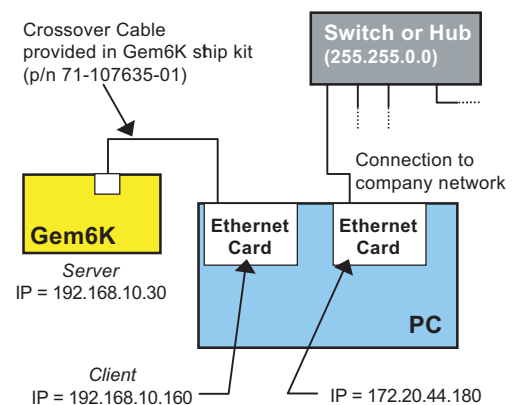 Crossover Cable
provided in Gem6K ship kit
(p/n 71-107635-01)
Switch or Hub
(255.255.0.0)
Connection to
company network
Gem6K
Ethernet
Card
Ethernet
Card
Server
IP = 192.168.10.30
PC
Client
IP = 192.168.10.160
IP = 172.20.44.180